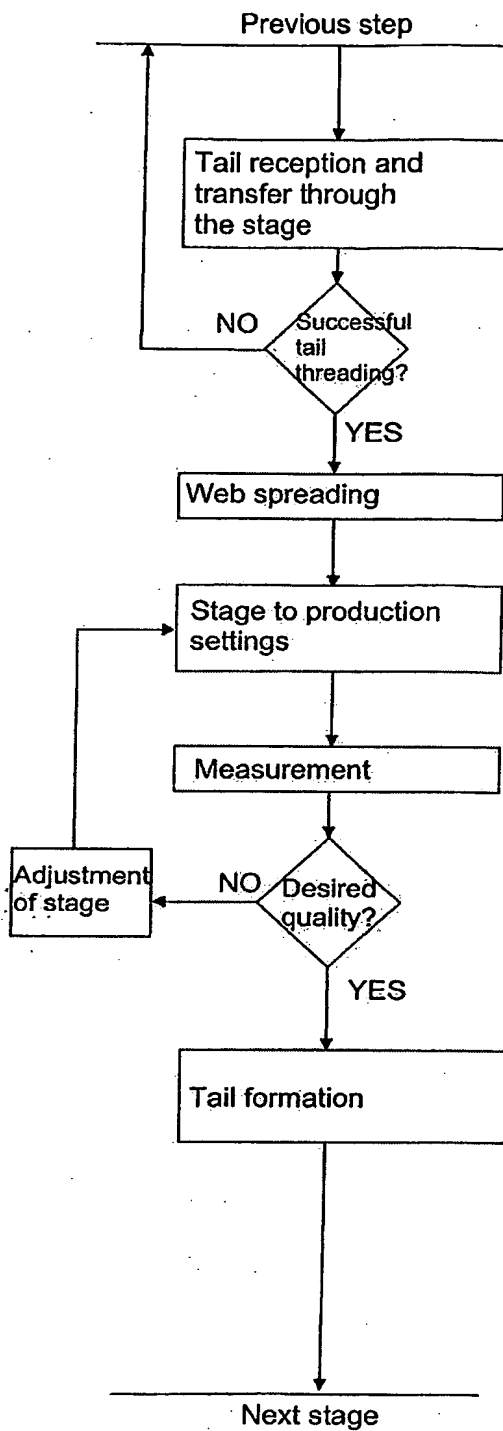 Previous step
Tail reception and
transfer through
the stage
NO
Successful
tail
threading?
YES
Web spreading
Stage to production
settings
Measurement
Adjustment
of stage
NO
Desired
quality?
YES
Tail formation
Next stage